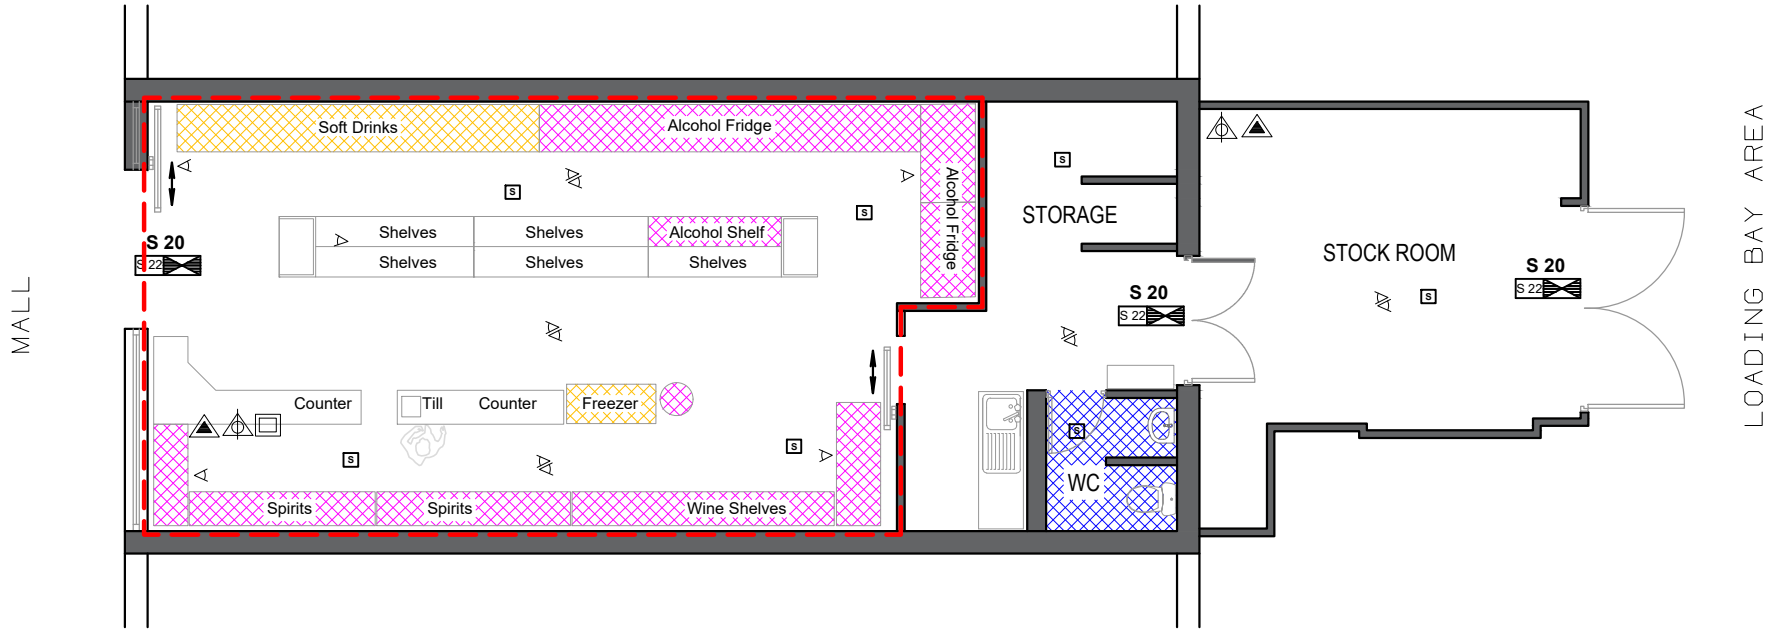 MALL
Soft Drinks
Alcohol Fridge
Alcohol Fridge
S
S
S
Shelves
Shelves
Alcohol Shelf
Shelves
Shelves
Shelves
S 20
S 22
STORAGE
STOCK ROOM
S 20
S 22
S
S 20
S 22
LOADING BAY AREA
Counter
Till
Counter
Freezer
S
S
S
WC
Spirits
Spirits
Wine Shelves